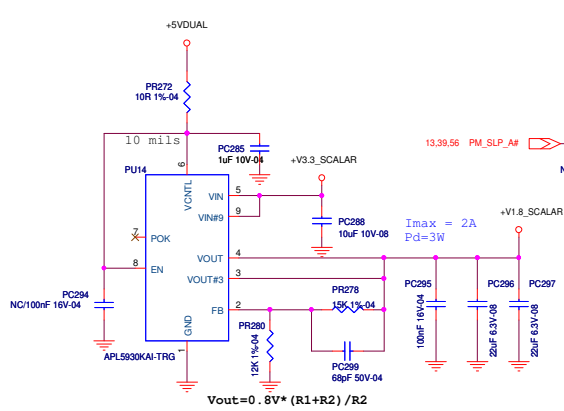 +5VDUAL
PR272
10R 1%-04
10 mils
PC285
1uF 10V-04
13,39,56 PM_SLP_A#
N
+V3.3_SCALAR
PU14
6
VCNTL
VIN
5
VIN#9
9
PC288
10uF 10V-08
Imax = 2A
Pd=3W
+V1.8_SCALAR
7
POK
8
EN
VOUT
4
VOUT#3
3
FB
2
GND
1
PC294
NC/100nF 16V-04
APL5930KAI-TRG
PR278
15K 1%-04
PR280
12K 1%-04
PC299
68pF 50V-04
PC295
100nF 16V-04
PC296
22uF 6.3V-08
PC297
22uF 6.3V-08
Vout=0.8V*(R1+R2)/R2